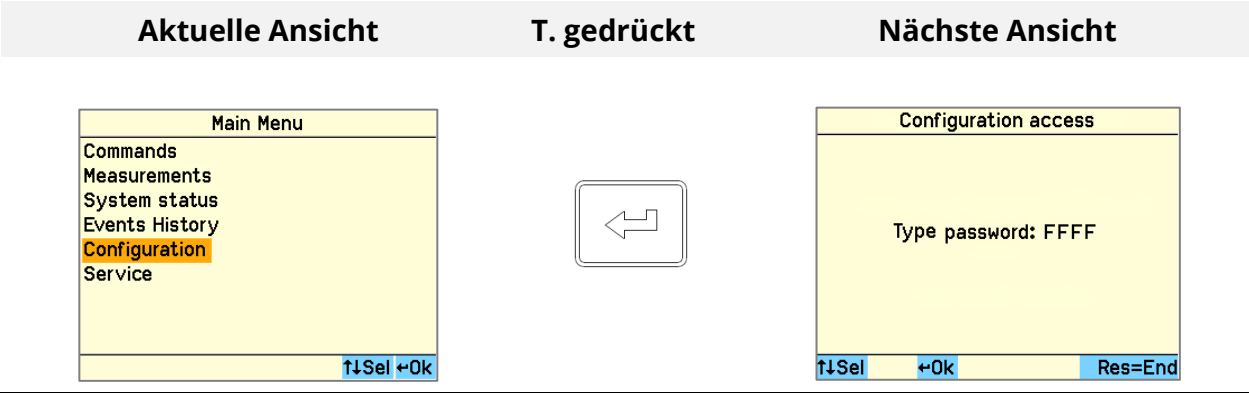 Aktuelle Ansicht T. gedrückt Nächste Ansicht
Main Menu
Commands
Measurements
System status
Events History
Configuration
Service
↑↓Sel ↵Ok
Configuration access
Type password: FFFF
↑↓Sel ↵Ok Res=End